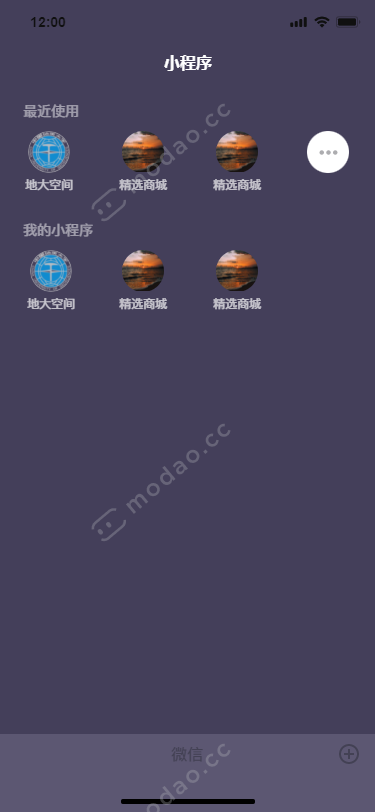 12:00
小程序
最近使用
地大空间
精选商城
精选商城
我的小程序
地大空间
精选商城
精选商城
modao.cc
modao.cc
微信
modao.cc